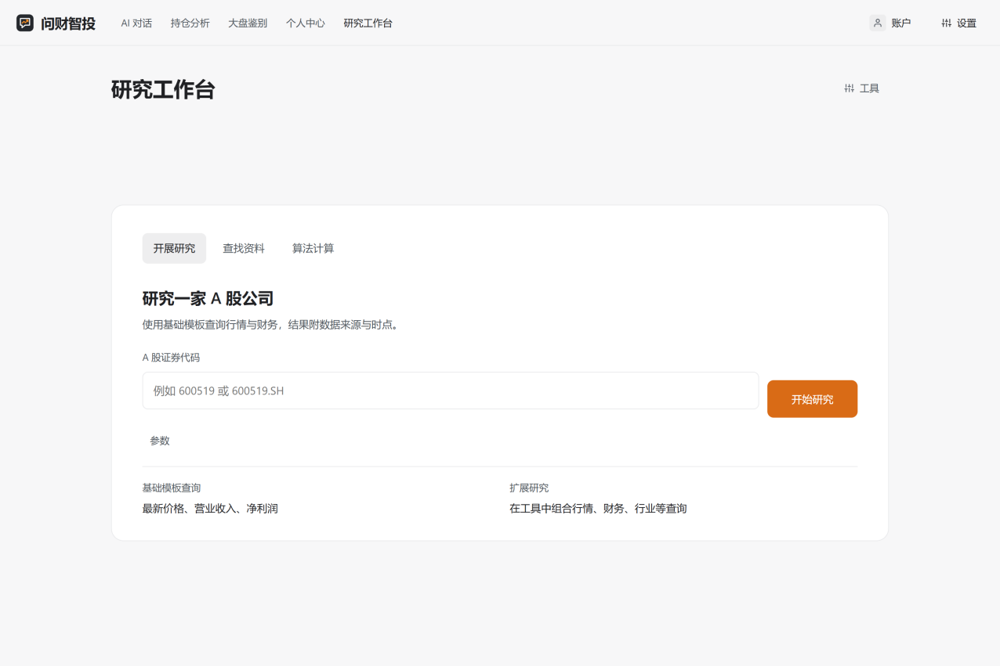 问财智投
AI 对话 持仓分析 大盘鉴别 个人中心 研究工作台
账户 设置
研究工作台
工具
开展研究 查找资料 算法计算
研究一家 A 股公司
使用基础模板查询行情与财务，结果附数据来源与时点。
A 股证券代码
例如 600519 或 600519.SH
开始研究
参数
基础模板查询 扩展研究
最新价格、营业收入、净利润 在工具中组合行情、财务、行业等查询